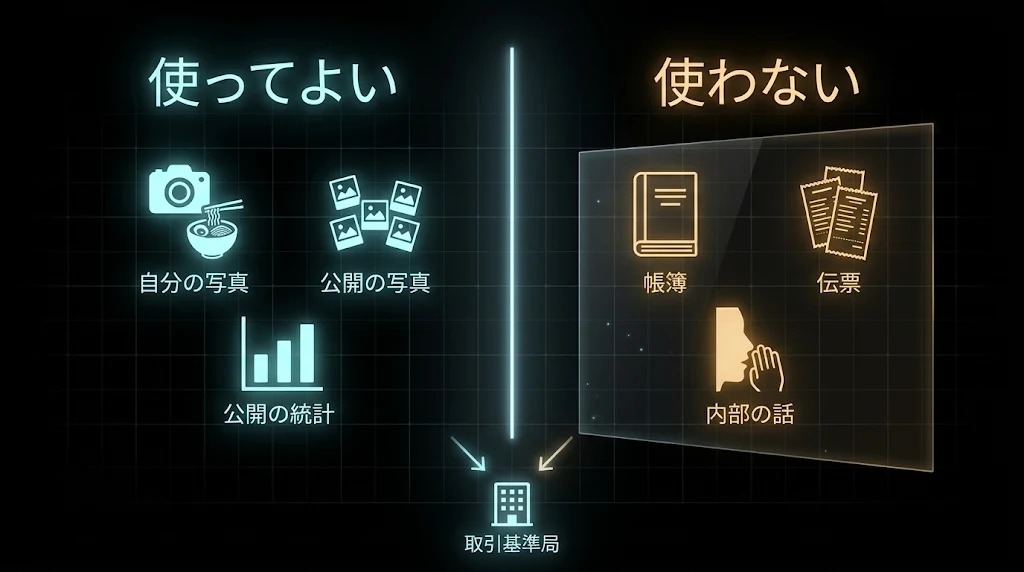 使ってよい
使わない
自分の写真
公開の写真
帳簿
伝票
公開の統計
内部の話
取引基準局